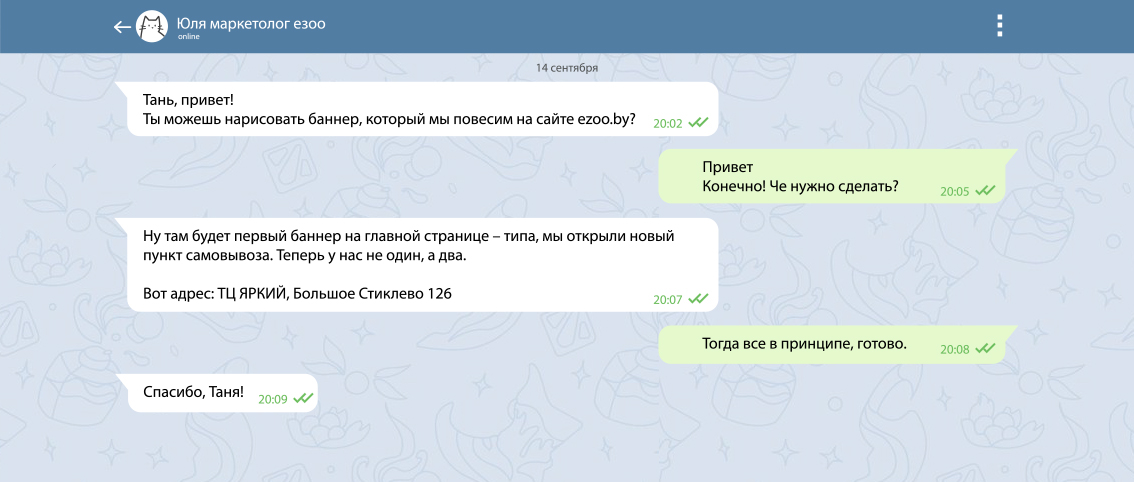 Юля маркетолог езоо
online
14 сентября
Тань, привет!
Ты можешь нарисовать баннер, который мы повесим на сайте ezoo.by?
20:02
Привет
Конечно! Че нужно сделать?
20:05
Ну там будет первый баннер на главной странице – типа, мы открыли новый
пункт самовывоза. Теперь у нас не один, а два.
Вот адрес: ТЦ ЯРКИЙ, Большое Стиклево 126
20:07
Тогда все в принципе, готово.
20:08
Спасибо, Таня!
20:09